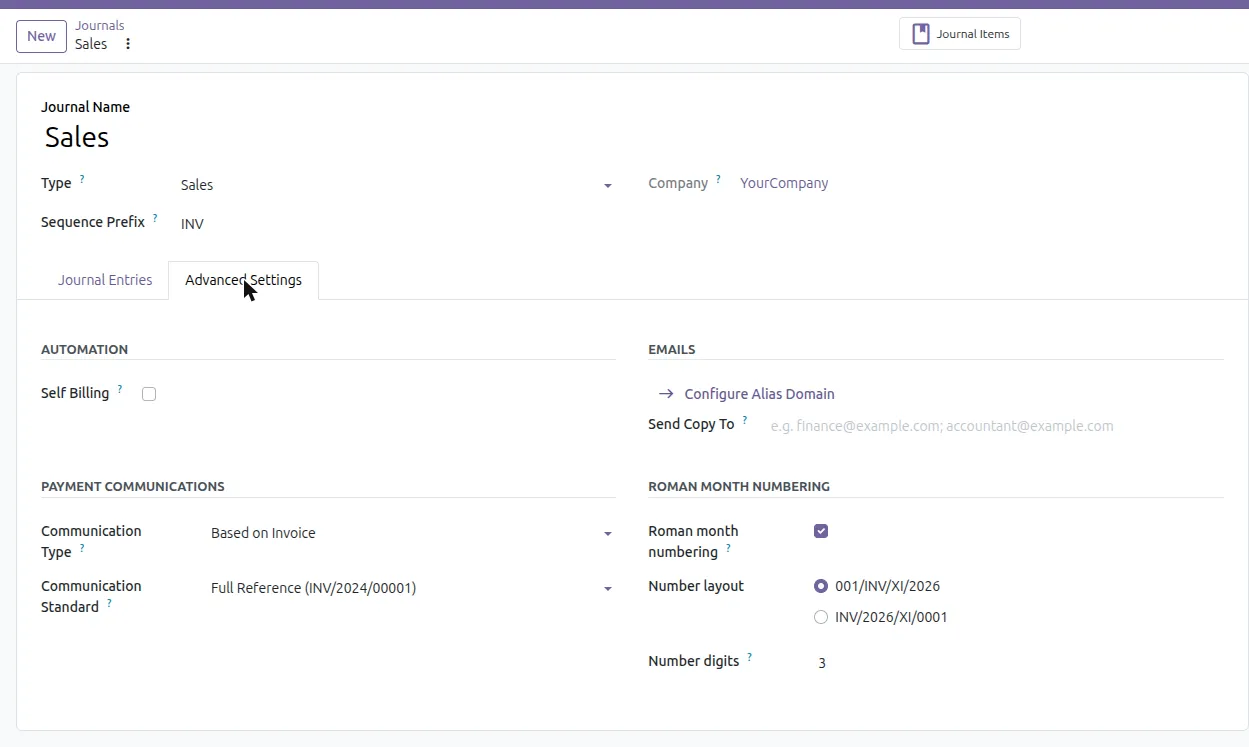 New
Journals
Sales
Journal Items
Journal Name
Sales
Type ?
Sales
Company ?
YourCompany
Sequence Prefix ?
INV
Journal Entries
Advanced Settings
AUTOMATION
Self Billing ?
EMAILS
→ Configure Alias Domain
Send Copy To ?
e.g. finance@example.com; accountant@example.com
PAYMENT COMMUNICATIONS
Communication
Type ?
Based on Invoice
Communication
Standard ?
Full Reference (INV/2024/00001)
ROMAN MONTH NUMBERING
Roman month
numbering ?
Number layout
001/INV/XI/2026
INV/2026/XI/0001
Number digits ?
3